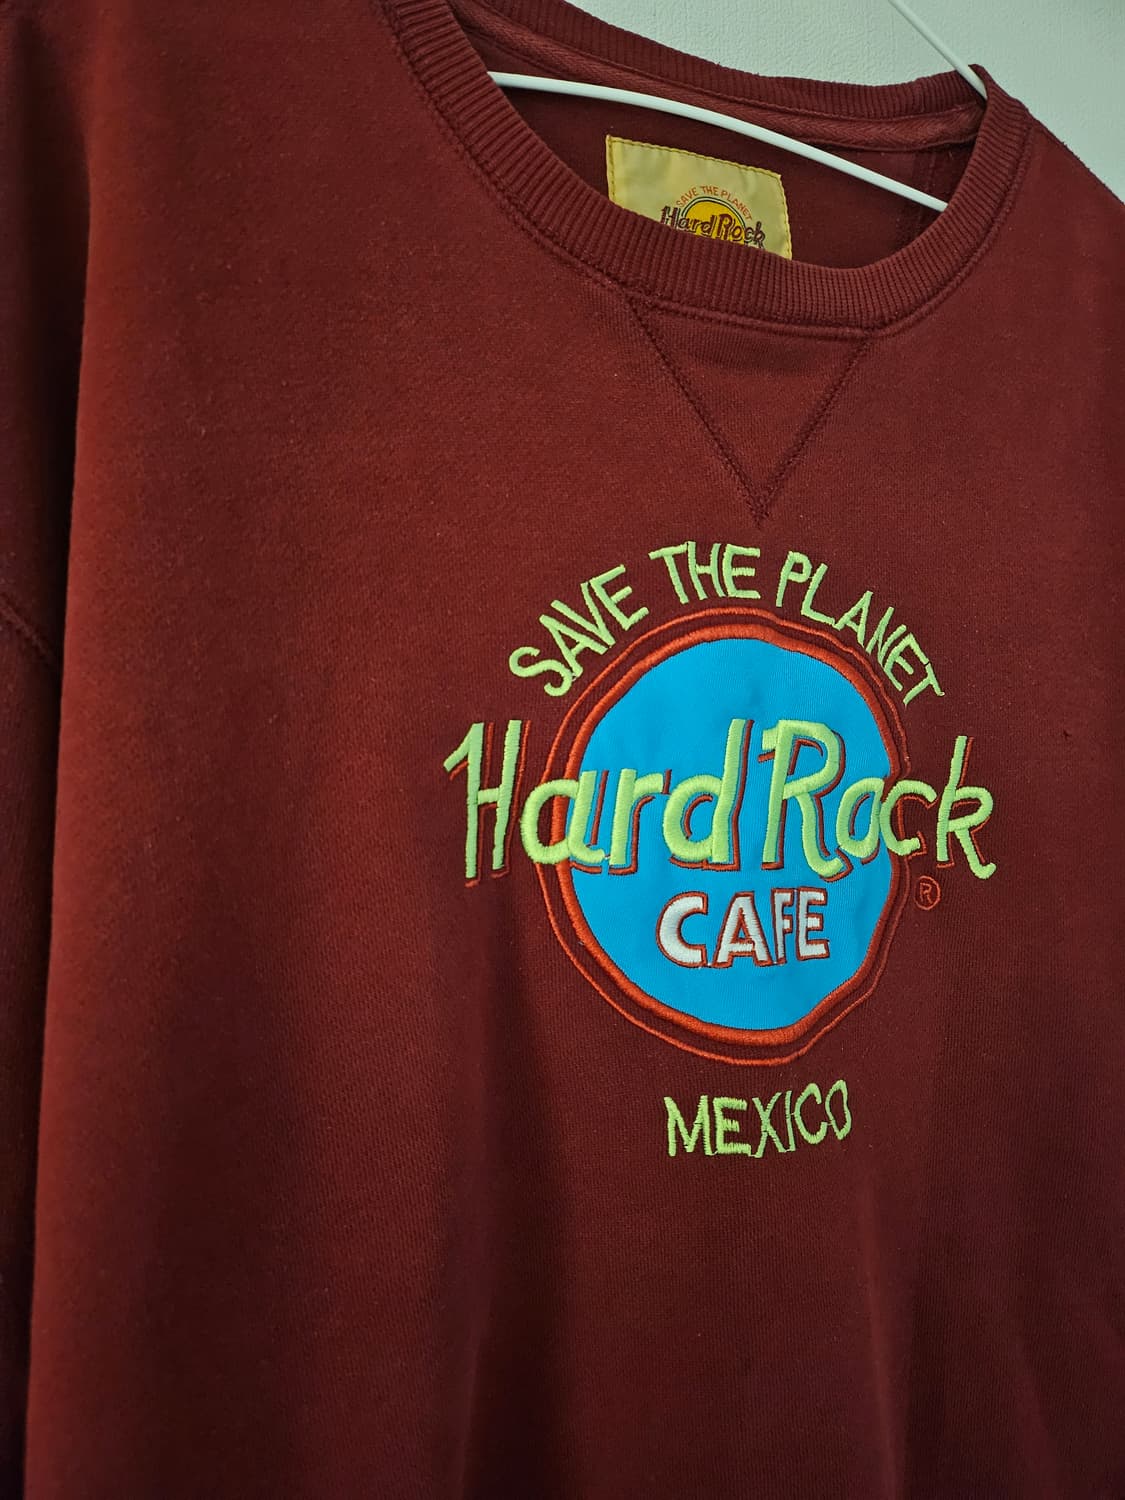 SAVE THE PLANET
Hard Rock
SAVE THE PLANET
Hard Rock
®
CAFE
MEXICO